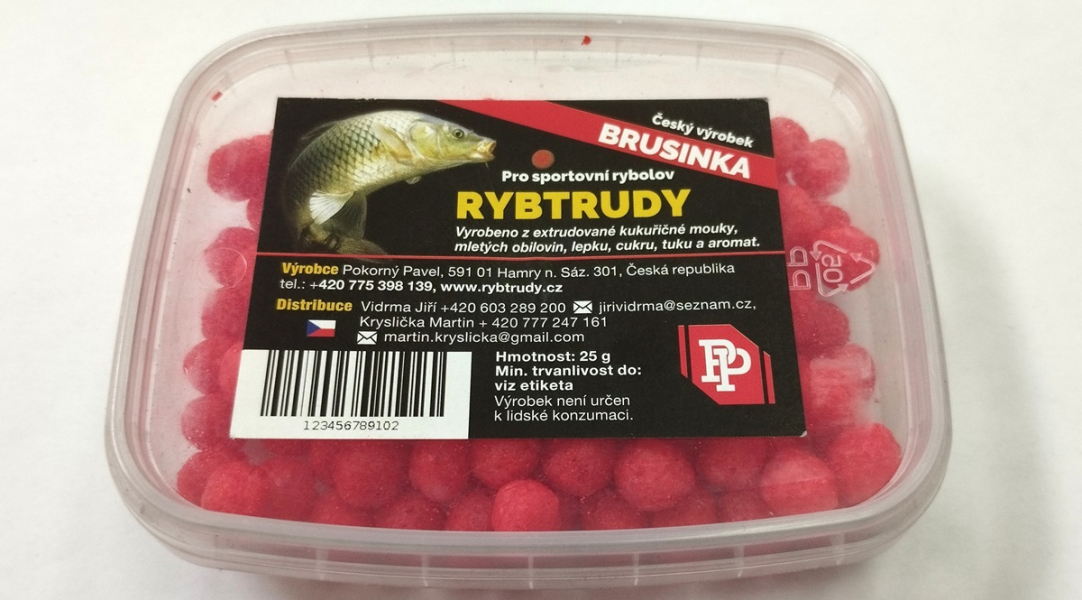 Český výrobek
BRUSINKA
Pro sportovní rybolov
RYBTRUDY
Vyrobeno z extrudované kukuřičné mouky,
mletých obilovin, lepku, cukru, tuku a aromat.
Výrobce Pokorný Pavel, 591 01 Hamry n. Sáz. 301, Česká republika
tel.: +420 775 398 139, www.rybtrudy.cz
Distribuce Vidrma Jiří +420 603 289 200 jirividrma@seznam.cz,
Kryslička Martin + 420 777 247 161
martin.kryslicka@gmail.com
Hmotnost: 25 g
Min. trvanlivost do:
viz etiketa
Výrobek není určen
k lidské konzumaci.
PP
123456789102
05
PP